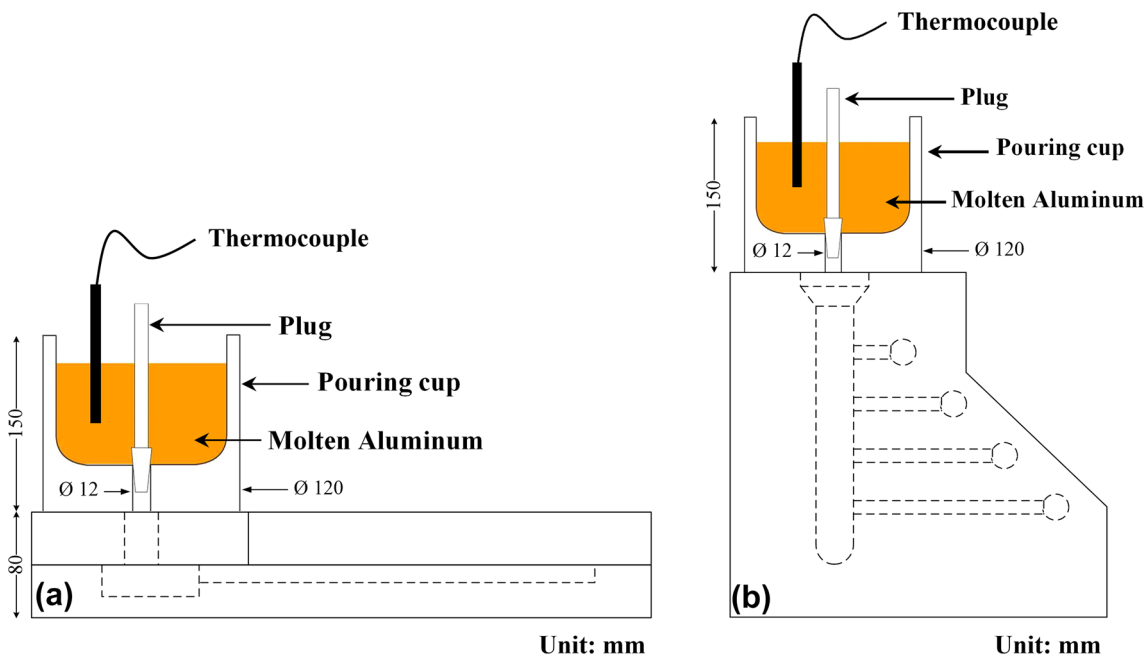 Thermocouple
Plug
Pouring cup
Molten Aluminum
150
Ø 12
Ø 120
80
(a)
Unit: mm
Thermocouple
Plug
Pouring cup
Molten Aluminum
150
Ø 12
Ø 120
(b)
Unit: mm